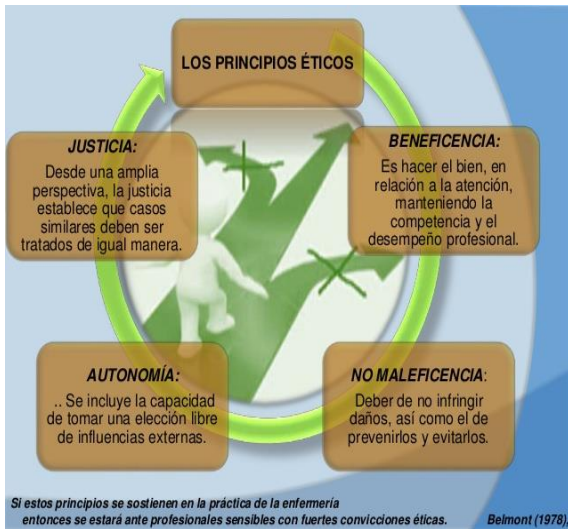 LOS PRINCIPIOS ÉTICOS
JUSTICIA:
Desde una amplia
perspectiva, la justicia
establece que casos
similares deben ser
tratados de igual manera.
BENEFICENCIA:
Es hacer el bien, en
relación a la atención,
manteniendo la
competencia y el
desempeño profesional.
AUTONOMÍA:
.. Se incluye la capacidad
de tomar una elección libre
de influencias externas.
NO MALEFICENCIA:
Deber de no infringir
daños, así como el de
prevenirlos y evitarlos.
Si estos principios se sostienen en la práctica de la enfermería
entonces se estará ante profesionales sensibles con fuertes convicciones éticas. Belmont (1978).